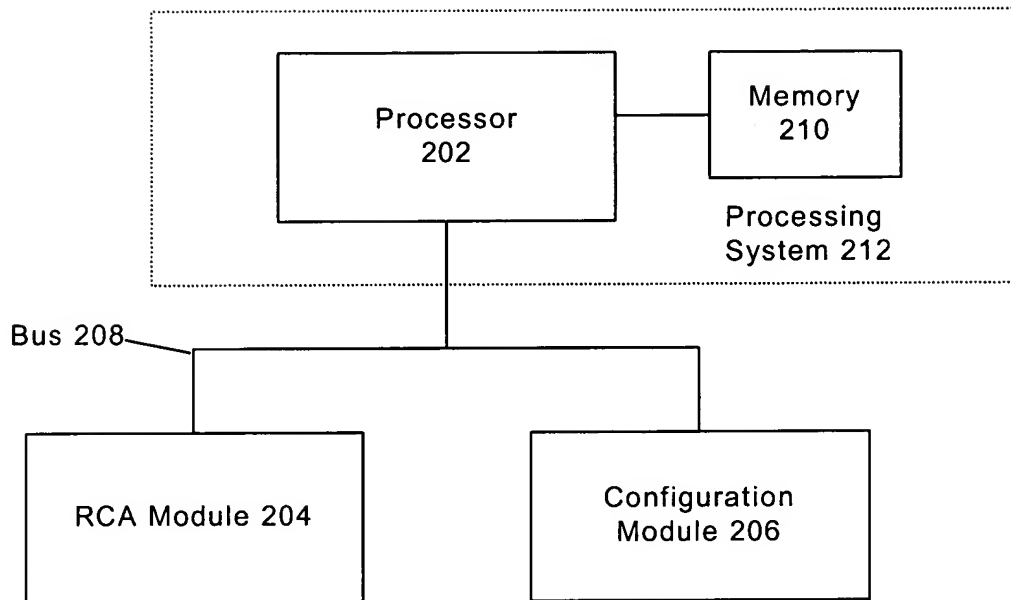 Processor
202
Memory
210
Processing
System 212
Bus 208
RCA Module 204
Configuration
Module 206